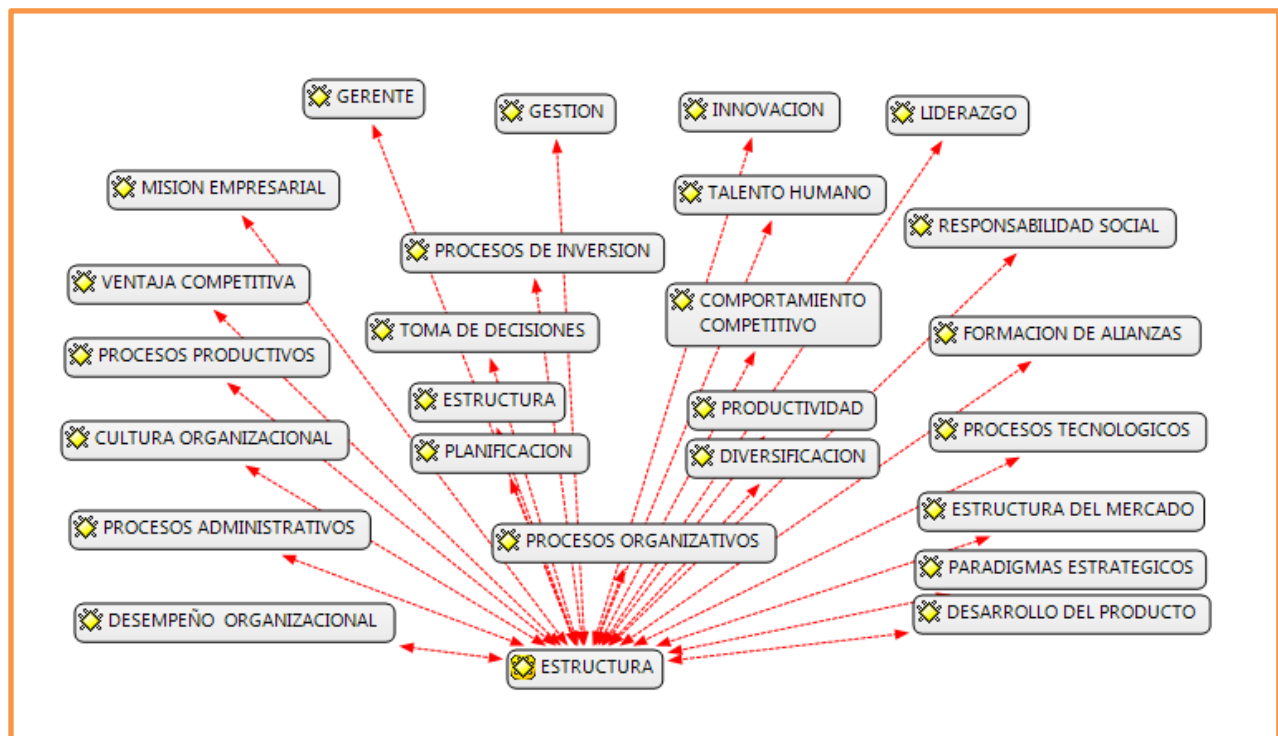 GERENTE
GESTION
INNOVACION
LIDERAZGO
MISION EMPRESARIAL
TALENTO HUMANO
RESPONSABILIDAD SOCIAL
PROCESOS DE INVERSION
VENTAJA COMPETITIVA
COMPORTAMIENTO
COMPETITIVO
TOMA DE DECISIONES
FORMACION DE ALIANZAS
PROCESOS PRODUCTIVOS
ESTRUCTURA
PRODUCTIVIDAD
CULTURA ORGANIZACIONAL
PROCESOS TECNOLOGICOS
PLANIFICACION
DIVERSIFICACION
ESTRUCTURA DEL MERCADO
PROCESOS ADMINISTRATIVOS
PROCESOS ORGANIZATIVOS
PARADIGMAS ESTRATEGICOS
DESARROLLO DEL PRODUCTO
DESEMPEÑO  ORGANIZACIONAL
ESTRUCTURA